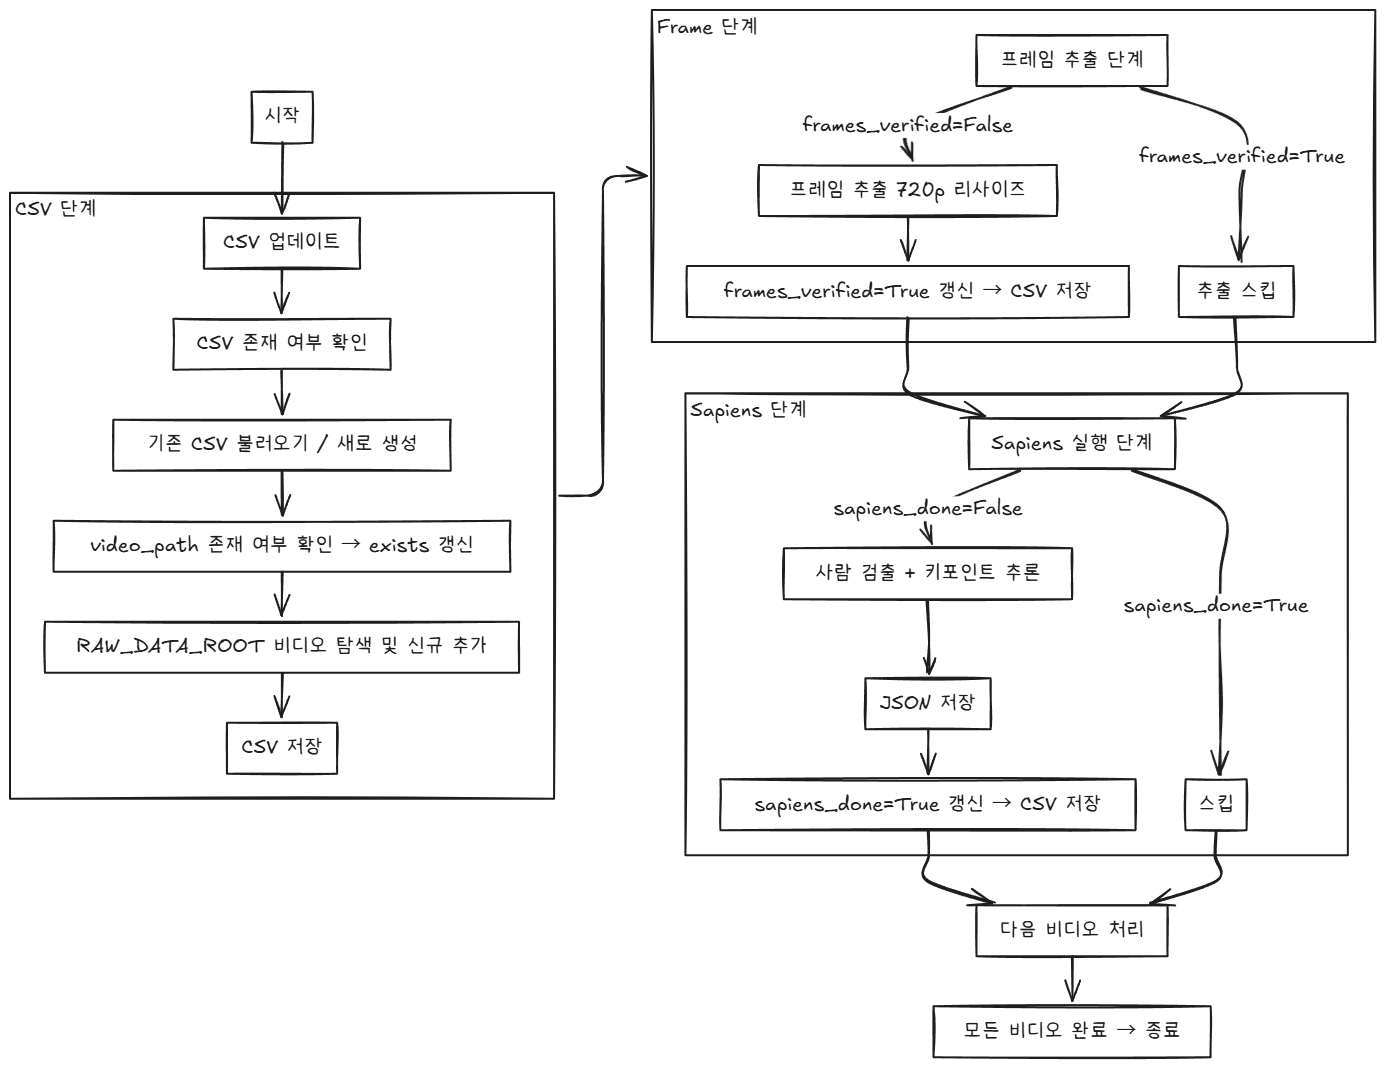 시작
CSV 단계
CSV 업데이트
CSV 존재 여부 확인
기존 CSV 불러오기 / 새로 생성
video_path 존재 여부 확인 → exists 갱신
RAW_DATA_ROOT 비디오 탐색 및 신규 추가
CSV 저장
Frame 단계
프레임 추출 단계
frames_verified=False
frames_verified=True
프레임 추출 720p 리사이즈
frames_verified=True 갱신 → CSV 저장
추출 스킵
Sapiens 단계
Sapiens 실행 단계
sapiens_done=False
사람 검출 + 키포인트 추론
sapiens_done=True
JSON 저장
sapiens_done=True 갱신 → CSV 저장
스킵
다음 비디오 처리
모든 비디오 완료 → 종료